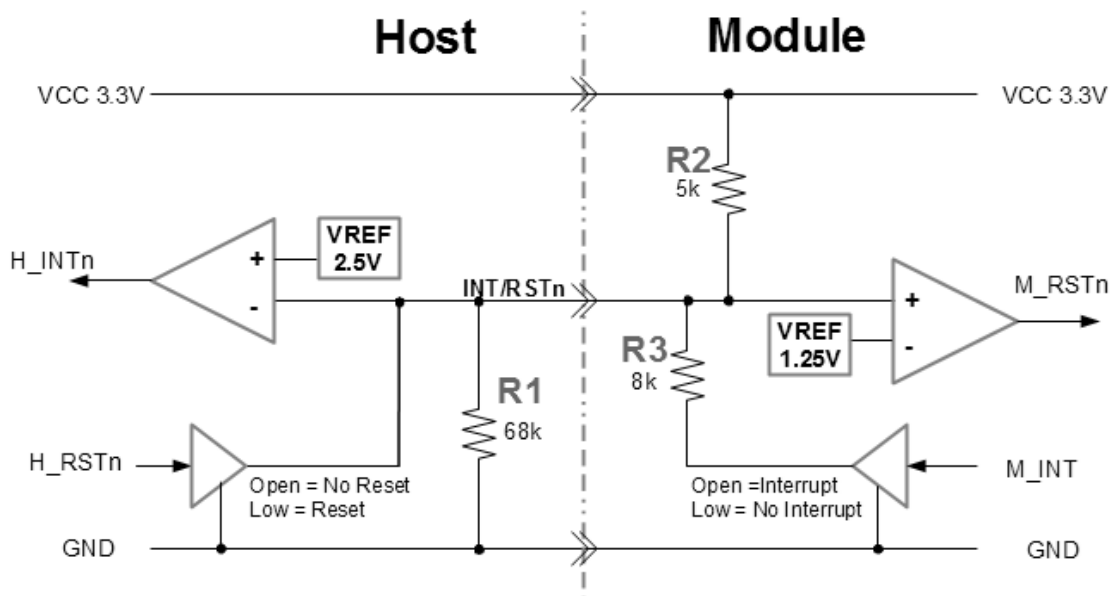 Host
Module
VCC 3.3V
VCC 3.3V
R2
5k
H_INTn
+
-
VREF
2.5V
INT/RSTn
+
-
M_RSTn
VREF
1.25V
R3
8k
R1
68k
H_RSTn
Open = No Reset
Low = Reset
Open =Interrupt
Low = No Interrupt
M_INT
GND
GND